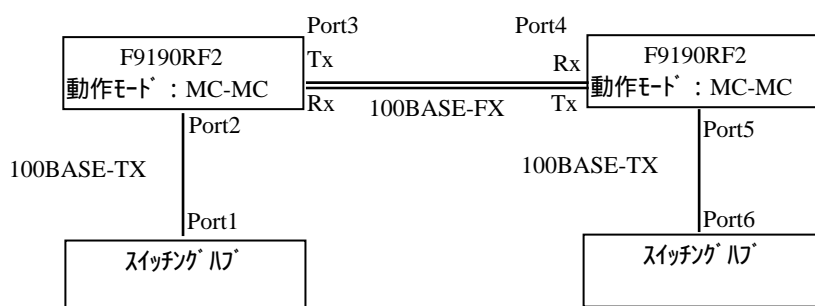 Port3
Port4
F9190RF2
動作ﾓｰﾄﾞ：MC-MC
Tx
Rx
100BASE-FX
Rx
Tx
F9190RF2
動作ﾓｰﾄﾞ：MC-MC
Port2
Port5
100BASE-TX
100BASE-TX
Port1
Port6
ｽｲｯﾁﾝｸﾞﾊﾌﾞ
ｽｲｯﾁﾝｸﾞﾊﾌﾞ